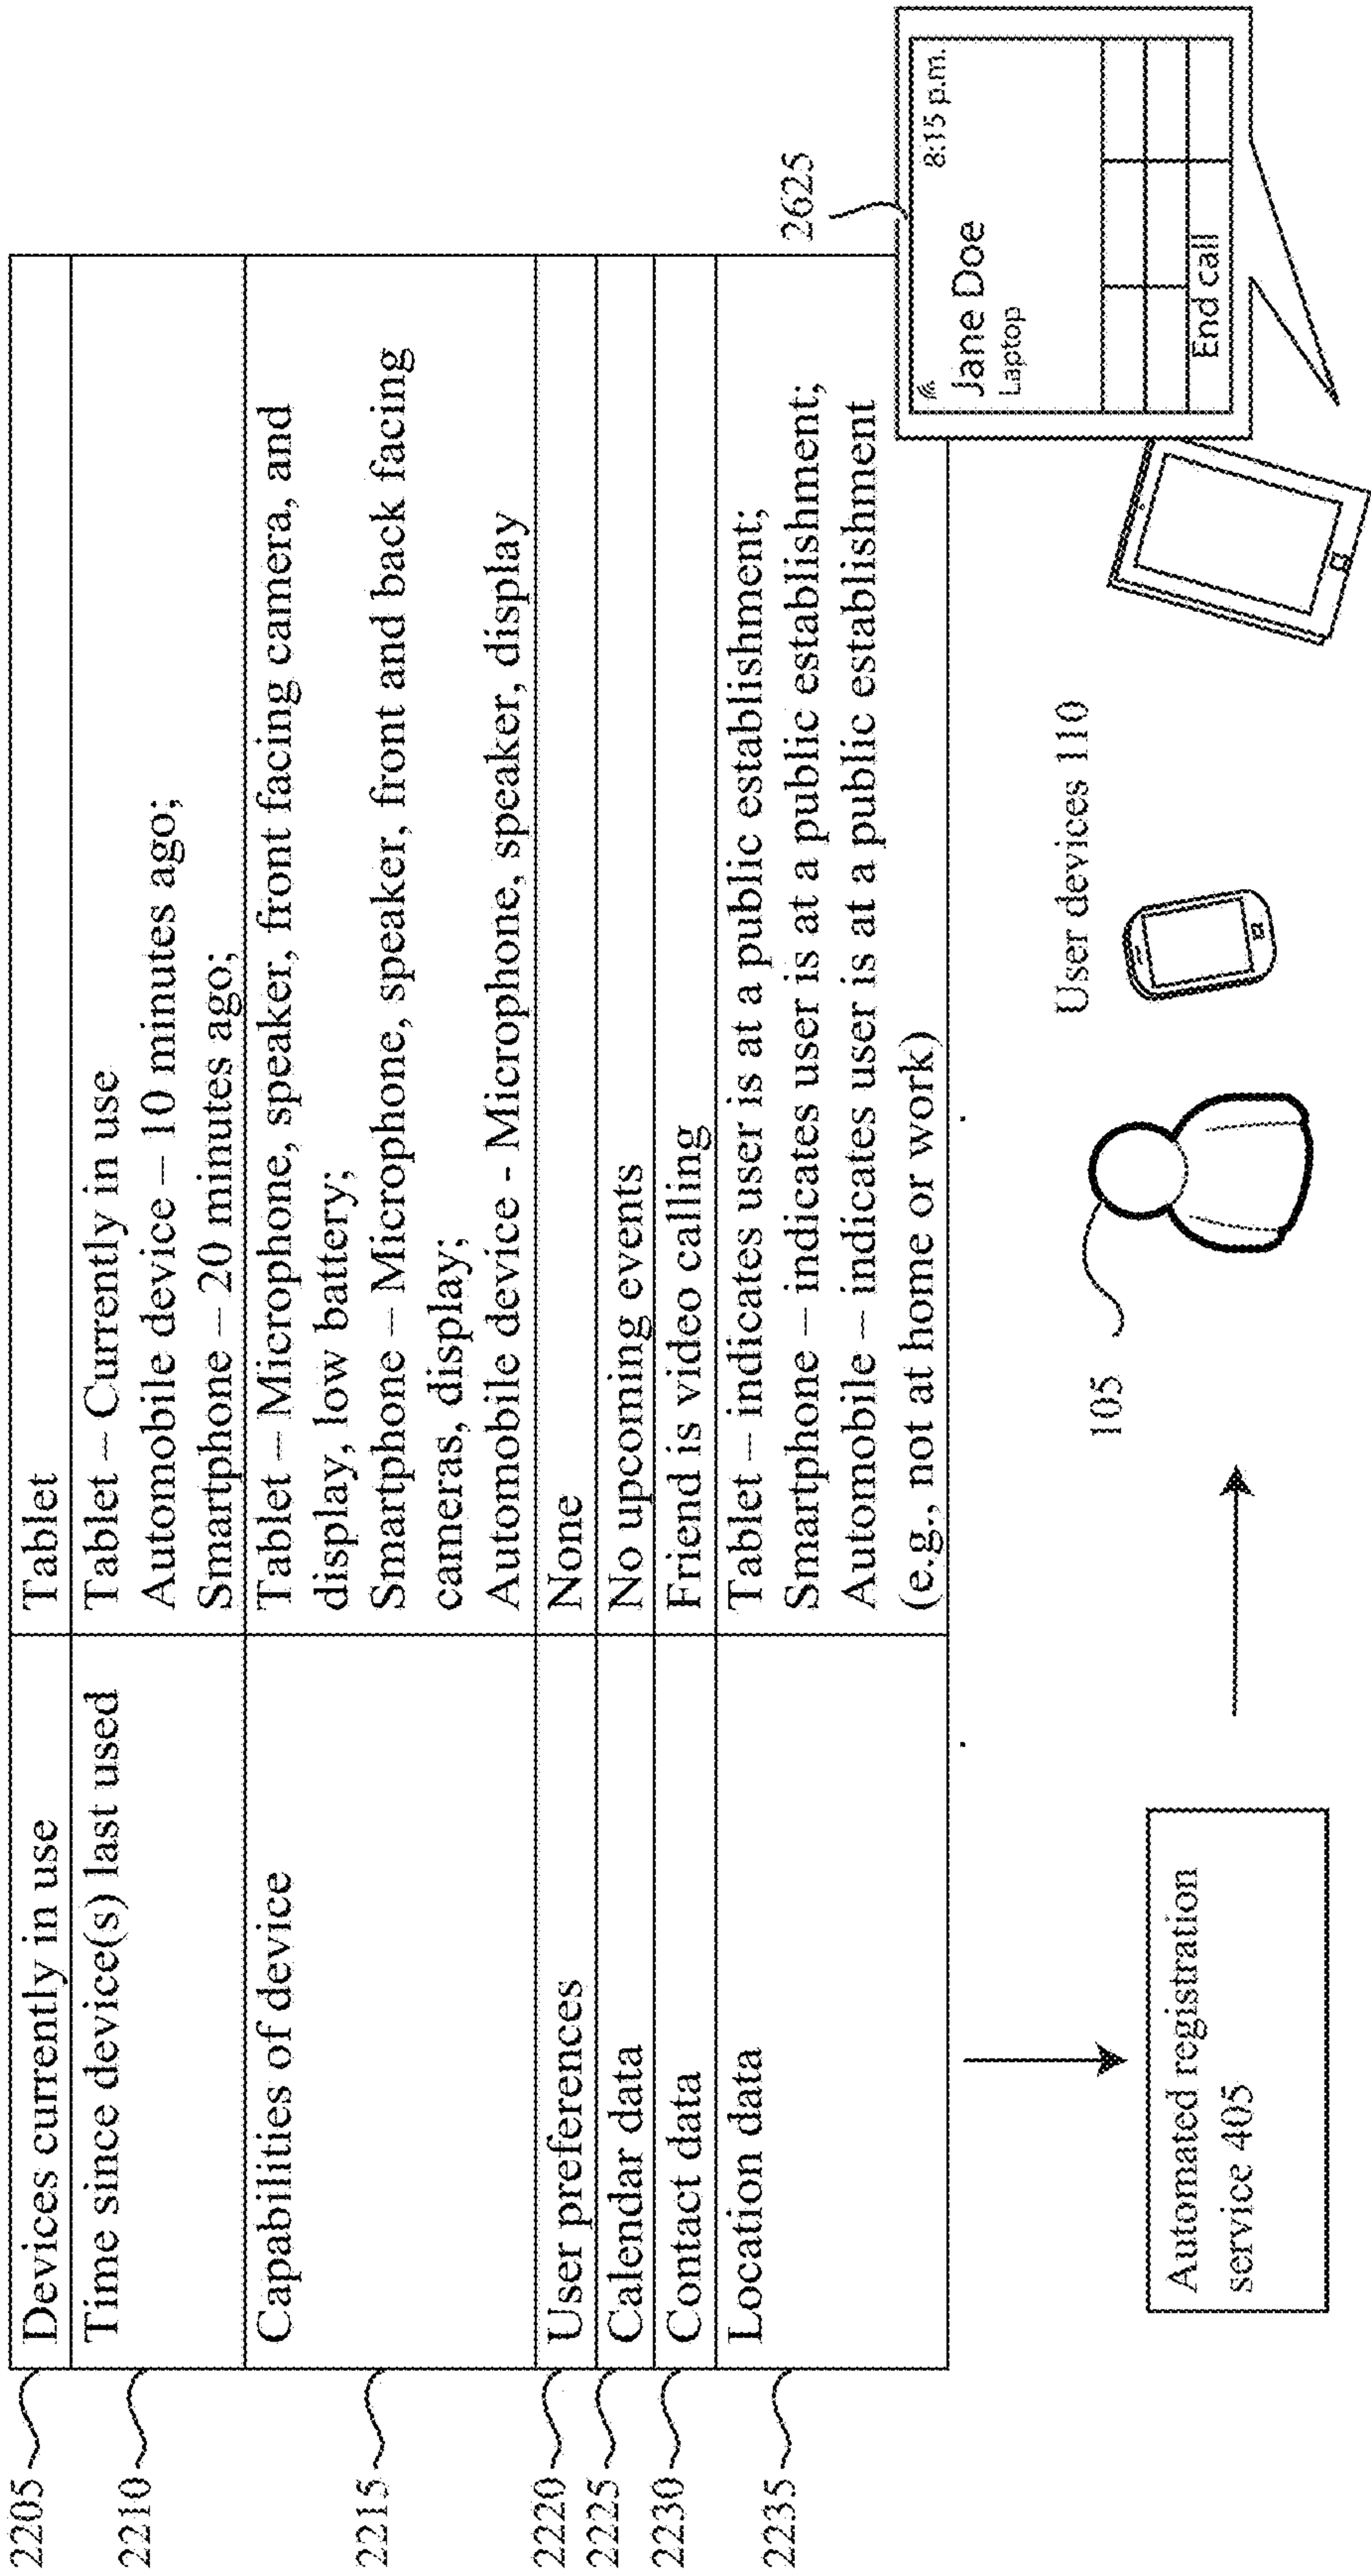 2205
Devices currently in use
Tablet
2210
Time since device(s) last used
Tablet – Currently in use
Automobile device – 10 minutes ago;
Smartphone – 20 minutes ago;
2215
Capabilities of device
Tablet – Microphone, speaker, front facing camera, and
display, low battery;
Smartphone – Microphone, speaker, front and back facing
cameras, display;
Automobile device - Microphone, speaker, display
2220
User preferences
None
2225
Calendar data
No upcoming events
2230
Contact data
Friend is video calling
2235
Location data
Tablet – indicates user is at a public establishment;
Smartphone – indicates user is at a public establishment;
Automobile – indicates user is at a public establishment
(e.g., not at home or work)
2625
8:15 p.m.
Jane Doe
Laptop
End call
User devices 110
105
Automated registration
service 405